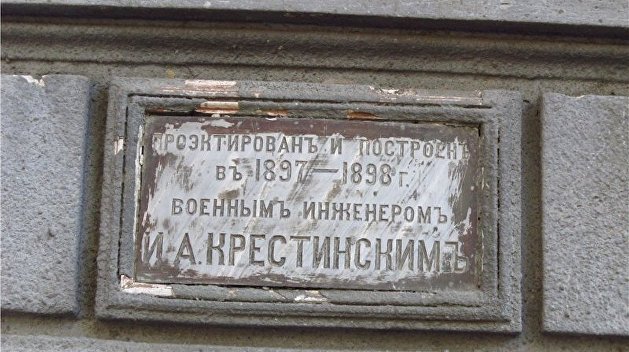 ПРОЭКТИРОВАНЪ И ПОСТРОЕНЪ
ВЪ 1897—1898 Г.
ВОЕННЫМЪ ИНЖЕНЕРОМЪ
И. А. КРЕСТИНСКИМЪ